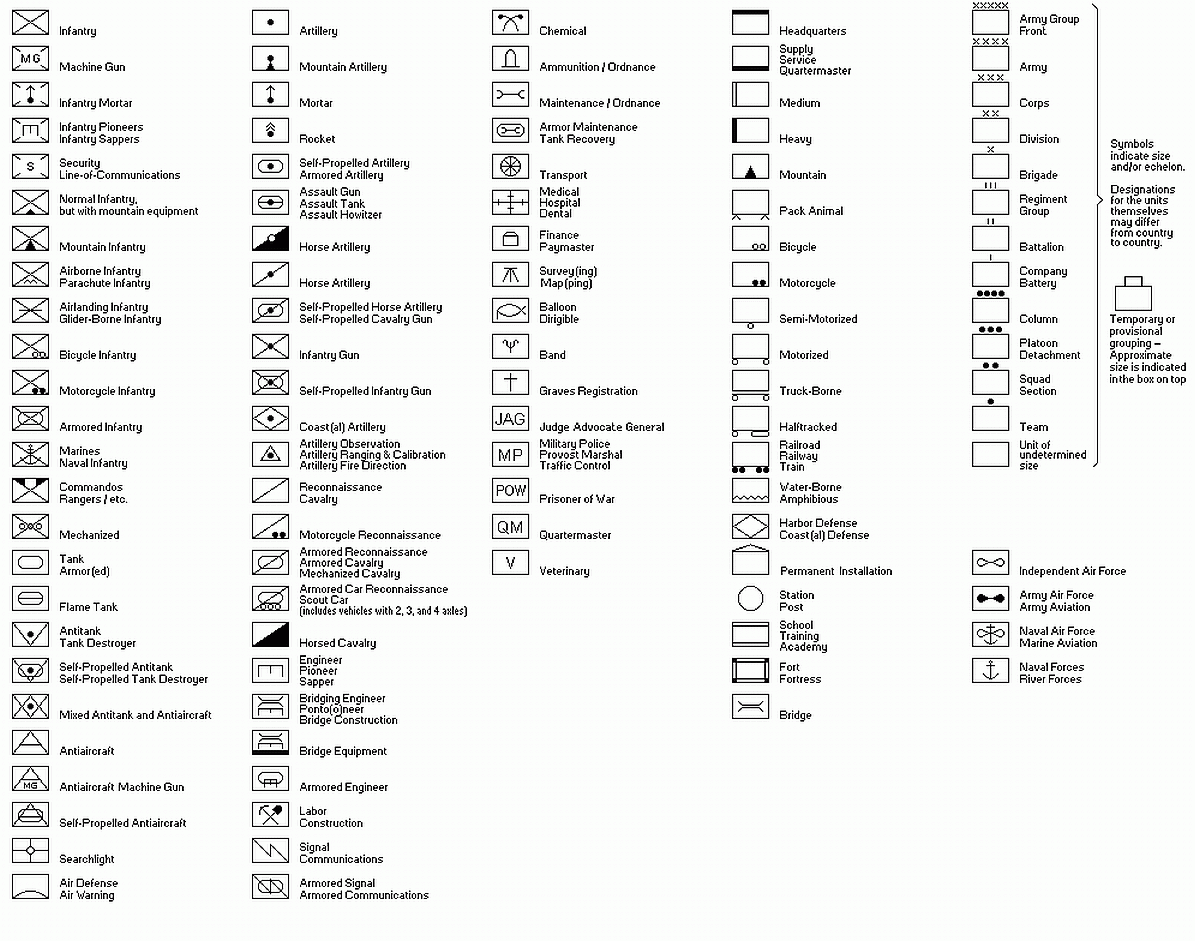 Infantry
MG
Machine Gun
Infantry Mortar
Infantry Pioneers
Infantry Sappers
S
Security
Line-of-Communications
Normal Infantry,
but with mountain equipment
Mountain Infantry
Airborne Infantry
Parachute Infantry
Airlanding Infantry
Glider-Borne Infantry
Bicycle Infantry
Motorcycle Infantry
Armored Infantry
Marines
Naval Infantry
Commandos
Rangers / etc.
Mechanized
Tank
Armor(ed)
Flame Tank
Antitank
Tank Destroyer
Self-Propelled Antitank
Self-Propelled Tank Destroyer
Mixed Antitank and Antiaircraft
Antiaircraft
MG
Antiaircraft Machine Gun
Self-Propelled Antiaircraft
Searchlight
Air Defense
Air Warning
Artillery
Mountain Artillery
Mortar
Rocket
Self-Propelled Artillery
Armored Artillery
Assault Gun
Assault Tank
Assault Howitzer
Horse Artillery
Horse Artillery
Self-Propelled Horse Artillery
Self-Propelled Cavalry Gun
Infantry Gun
Self-Propelled Infantry Gun
Coast(al) Artillery
Artillery Observation
Artillery Ranging & Calibration
Artillery Fire Direction
Reconnaissance
Cavalry
Motorcycle Reconnaissance
Armored Reconnaissance
Armored Cavalry
Mechanized Cavalry
Armored Car Reconnaissance
Scout Car
(includes vehicles with 2, 3, and 4 axles)
Horsed Cavalry
Engineer
Pioneer
Sapper
Bridging Engineer
Ponto(o)neer
Bridge Construction
Bridge Equipment
Armored Engineer
Labor
Construction
Signal
Communications
Armored Signal
Armored Communications
Chemical
Ammunition / Ordnance
Maintenance / Ordnance
Armor Maintenance
Tank Recovery
Transport
Medical
Hospital
Dental
Finance
Paymaster
Survey(ing)
Map(ping)
Balloon
Dirigible
Band
Graves Registration
JAG
Judge Advocate General
MP
Military Police
Provost Marshal
Traffic Control
POW
Prisoner of War
QM
Quartermaster
V
Veterinary
Headquarters
Supply
Service
Quartermaster
Medium
Heavy
Mountain
Pack Animal
Bicycle
Motorcycle
Semi-Motorized
Motorized
Truck-Borne
Halftracked
Railroad
Railway
Train
Water-Borne
Amphibious
Harbor Defense
Coast(al) Defense
Permanent Installation
Station
Post
School
Training
Academy
Fort
Fortress
Bridge
XXXXX
Army Group
Front
XXXX
Army
XXX
Corps
XX
Division
X
Brigade
III
Regiment
Group
II
Battalion
I
Company
Battery
Column
Platoon
Detachment
Squad
Section
Team
Unit of
undetermined
size
Independent Air Force
Army Air Force
Army Aviation
Naval Air Force
Marine Aviation
Naval Forces
River Forces
Symbols
indicate size
and/or echelon.
Designations
for the units
themselves
may differ
from country
to country.
Temporary or
provisional
grouping –
Approximate
size is indicated
in the box on top